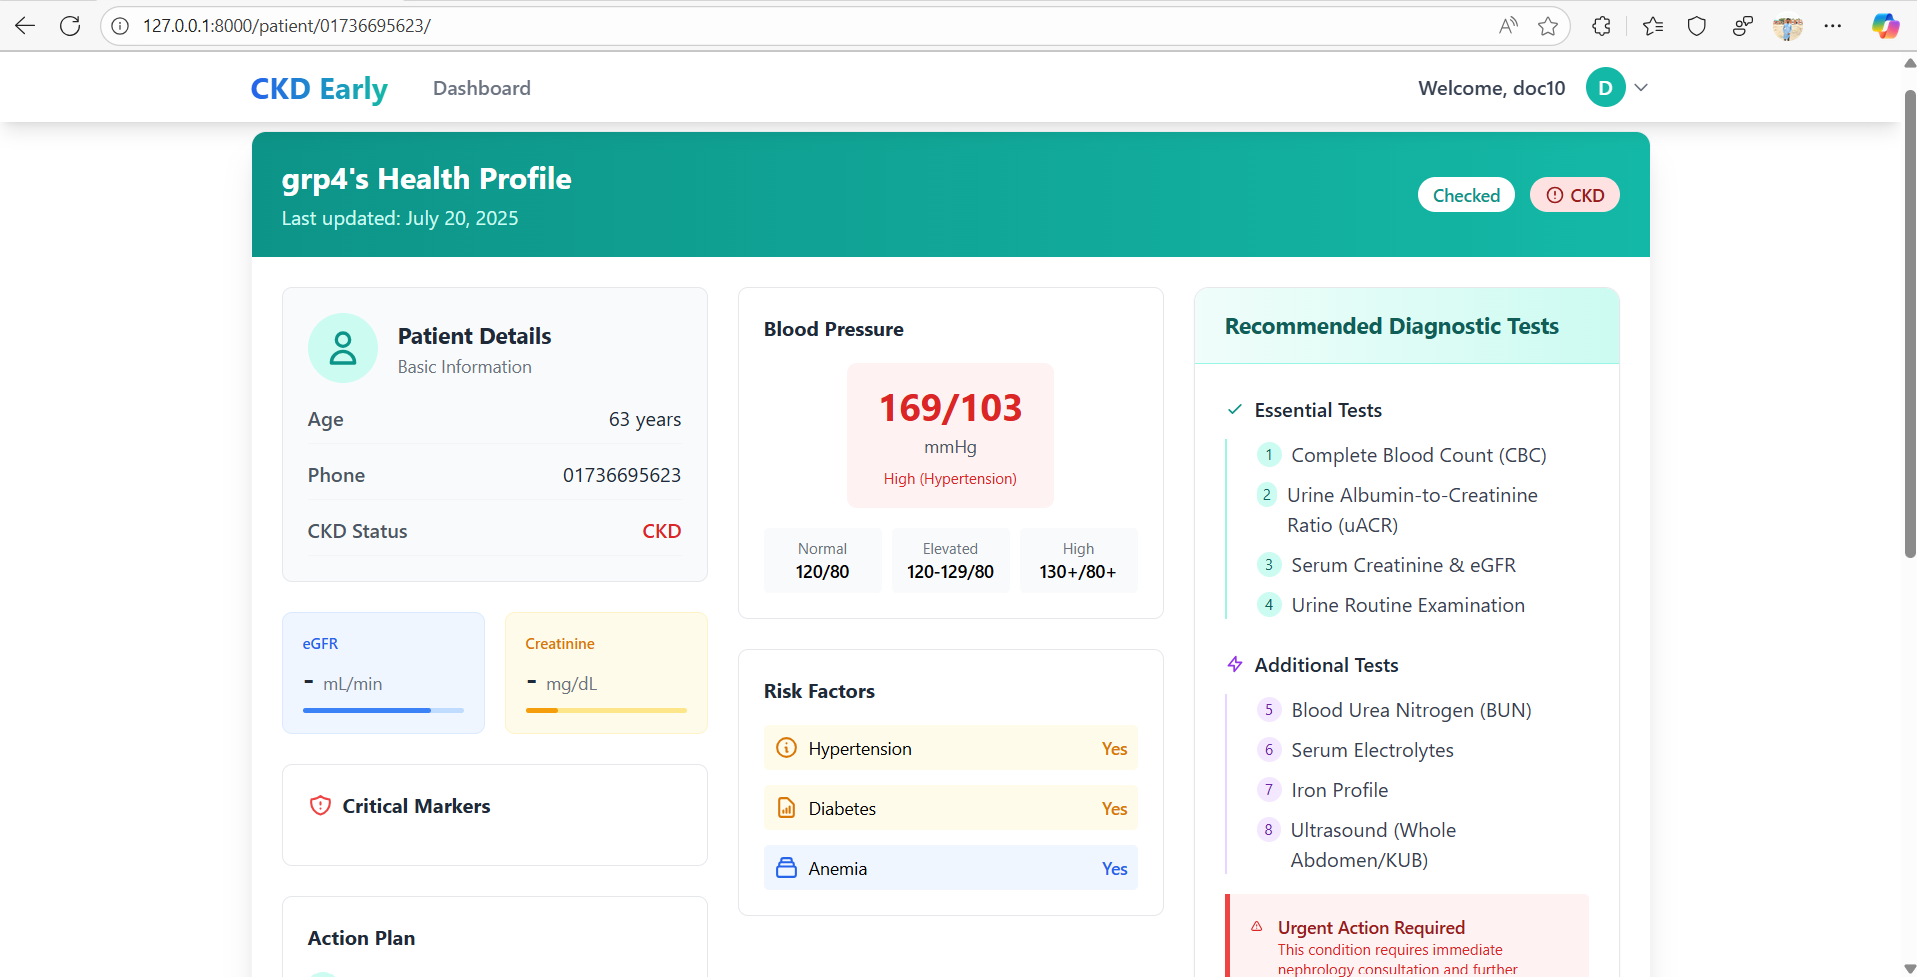 127.0.0.1:8000/patient/01736695623/
CKD Early
Dashboard
Welcome, doc10
D
grp4's Health Profile
Last updated: July 20, 2025
Checked
CKD
Patient Details
Basic Information
Age
63 years
Phone
01736695623
CKD Status
CKD
eGFR
- mL/min
Creatinine
- mg/dL
Critical Markers
Action Plan
Blood Pressure
169/103
mmHg
High (Hypertension)
Normal
120/80
Elevated
120-129/80
High
130+/80+
Risk Factors
Hypertension
Yes
Diabetes
Yes
Anemia
Yes
Recommended Diagnostic Tests
Essential Tests
1 Complete Blood Count (CBC)
2 Urine Albumin-to-Creatinine
Ratio (uACR)
3 Serum Creatinine & eGFR
4 Urine Routine Examination
Additional Tests
5 Blood Urea Nitrogen (BUN)
6 Serum Electrolytes
7 Iron Profile
8 Ultrasound (Whole
Abdomen/KUB)
Urgent Action Required
This condition requires immediate
nephrology consultation and further